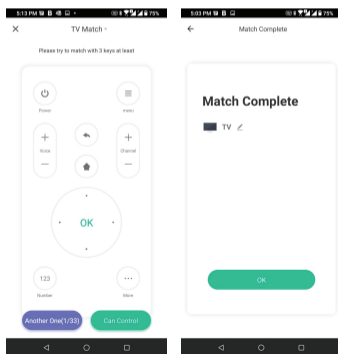 5:13 PM
75%
TV Match
Please try to match with 3 keys at least
Power
menu
+
Voice
—
+
Channel
—
OK
123
Number
...
More
Another One(1/33)
Can Control
5:03 PM
75%
Match Complete
Match Complete
TV
OK